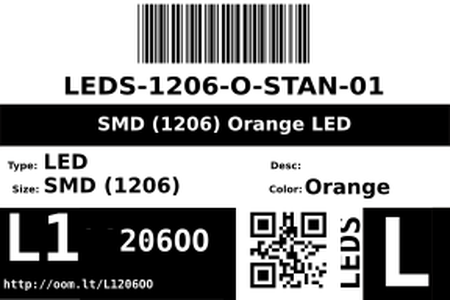 LEDS-1206-O-STAN-01
SMD (1206) Orange LED
Type: LED
Desc:
Size: SMD (1206)
Color: Orange
L1 20600
http://oom.lt/L120600
LEDS
L